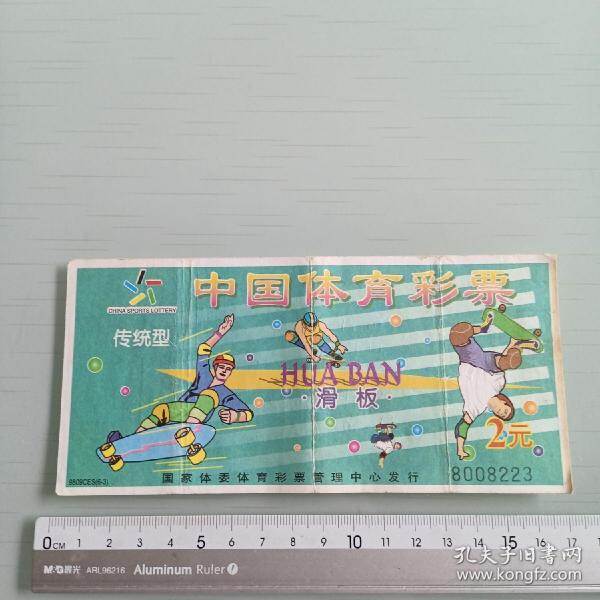 中国体育彩票
CHINA SPORTS LOTTERY
传统型
HUA BAN
·滑板·
2元
国家体委体育彩票管理中心发行
8008223
9809CES(6-3)
0CM 1 2 3 4 5 6 7 8 9 10 11 12 13 14 15 16 17
M&G晨光 ARL96216 Aluminum Ruler
孔夫子旧书网
www.kongfz.com